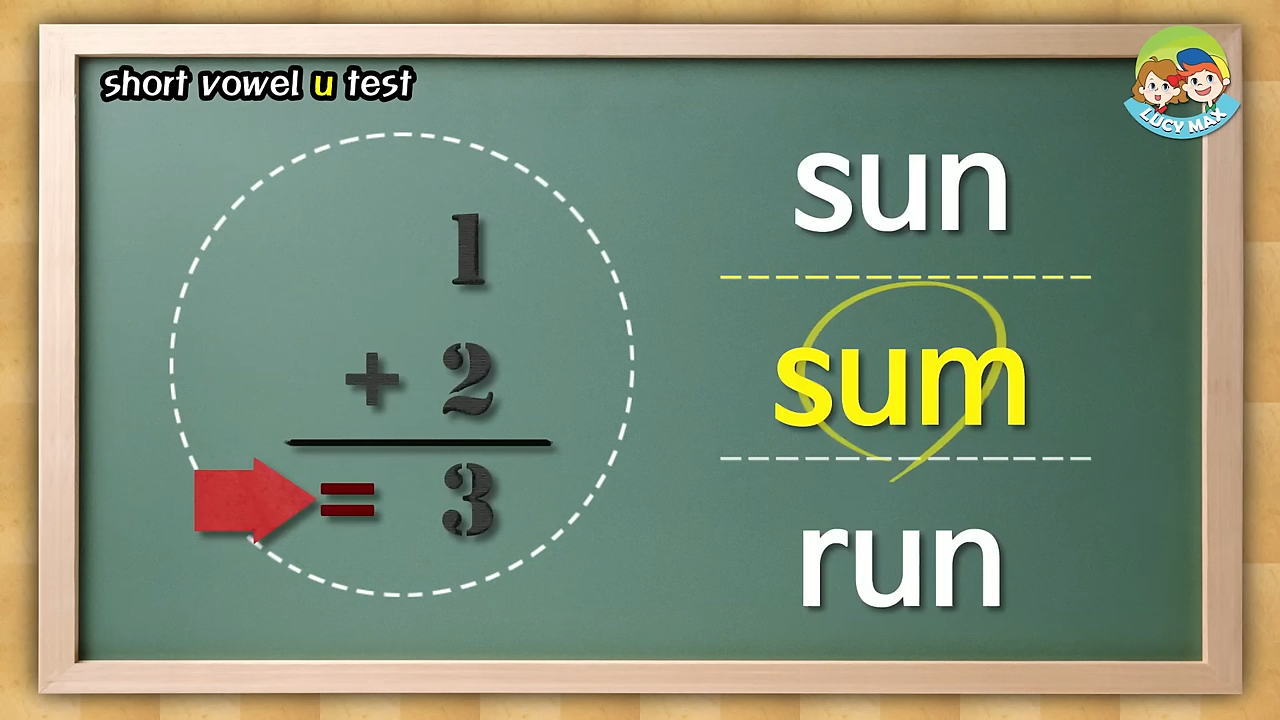 short vowel u test
LUCY MAX
1
+ 2
= 3
sun
sum
run